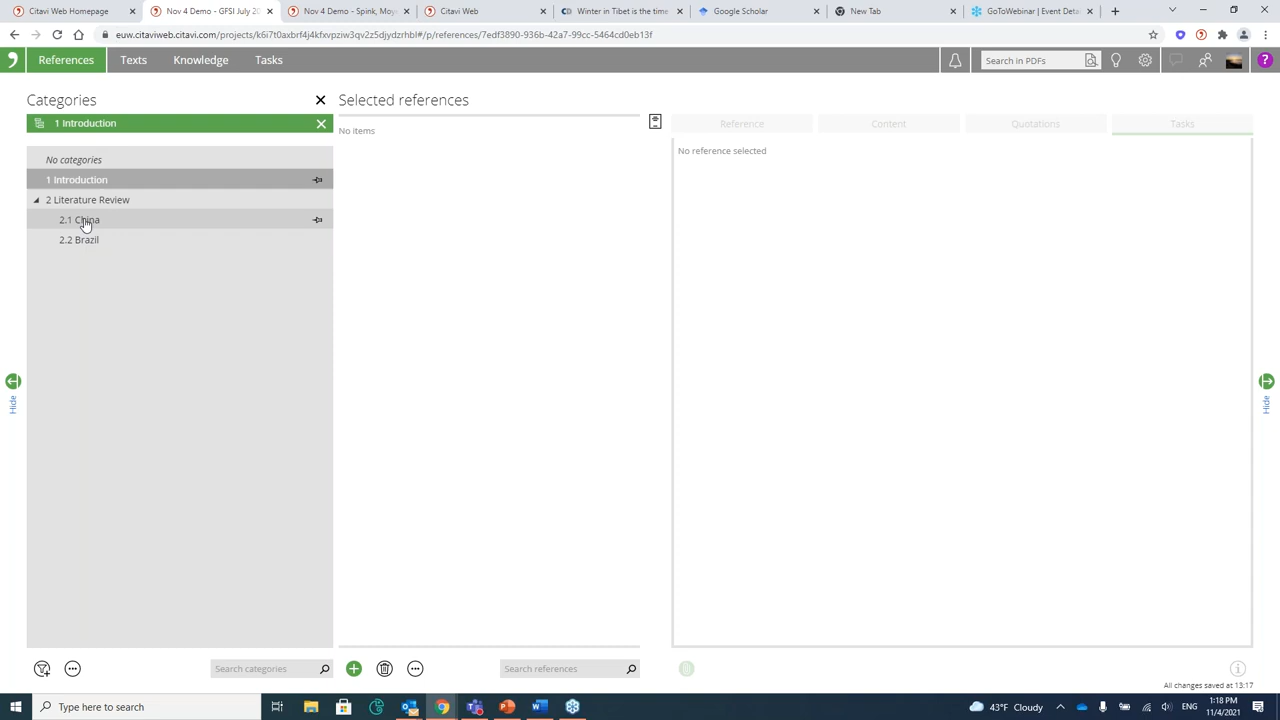 Citavi Web Homepage
Nov 4 Demo - GFSI July 20
Nov 4 Demo - Spink, Moye
Citavi Web
Winter in Tibet is the time
Google Scholar
New Tab
GoToWebinar | Event Deta
euw.citaviweb.citavi.com/projects/k6i7t0axbrf4j4kfxvpziw3qv2z5djydzrhbl#/p/references/7edf3890-936b-42a7-99cc-5464cd0eb13f
References Texts Knowledge Tasks
Search in PDFs
Categories
Selected references
1 Introduction
No items
Reference Content Quotations Tasks
No reference selected
No categories
1 Introduction
2 Literature Review
2.1 China
2.2 Brazil
Hide
Hide
Search categories
Search references
All changes saved at 13:17
Type here to search
43°F Cloudy
ENG
1:18 PM
11/4/2021